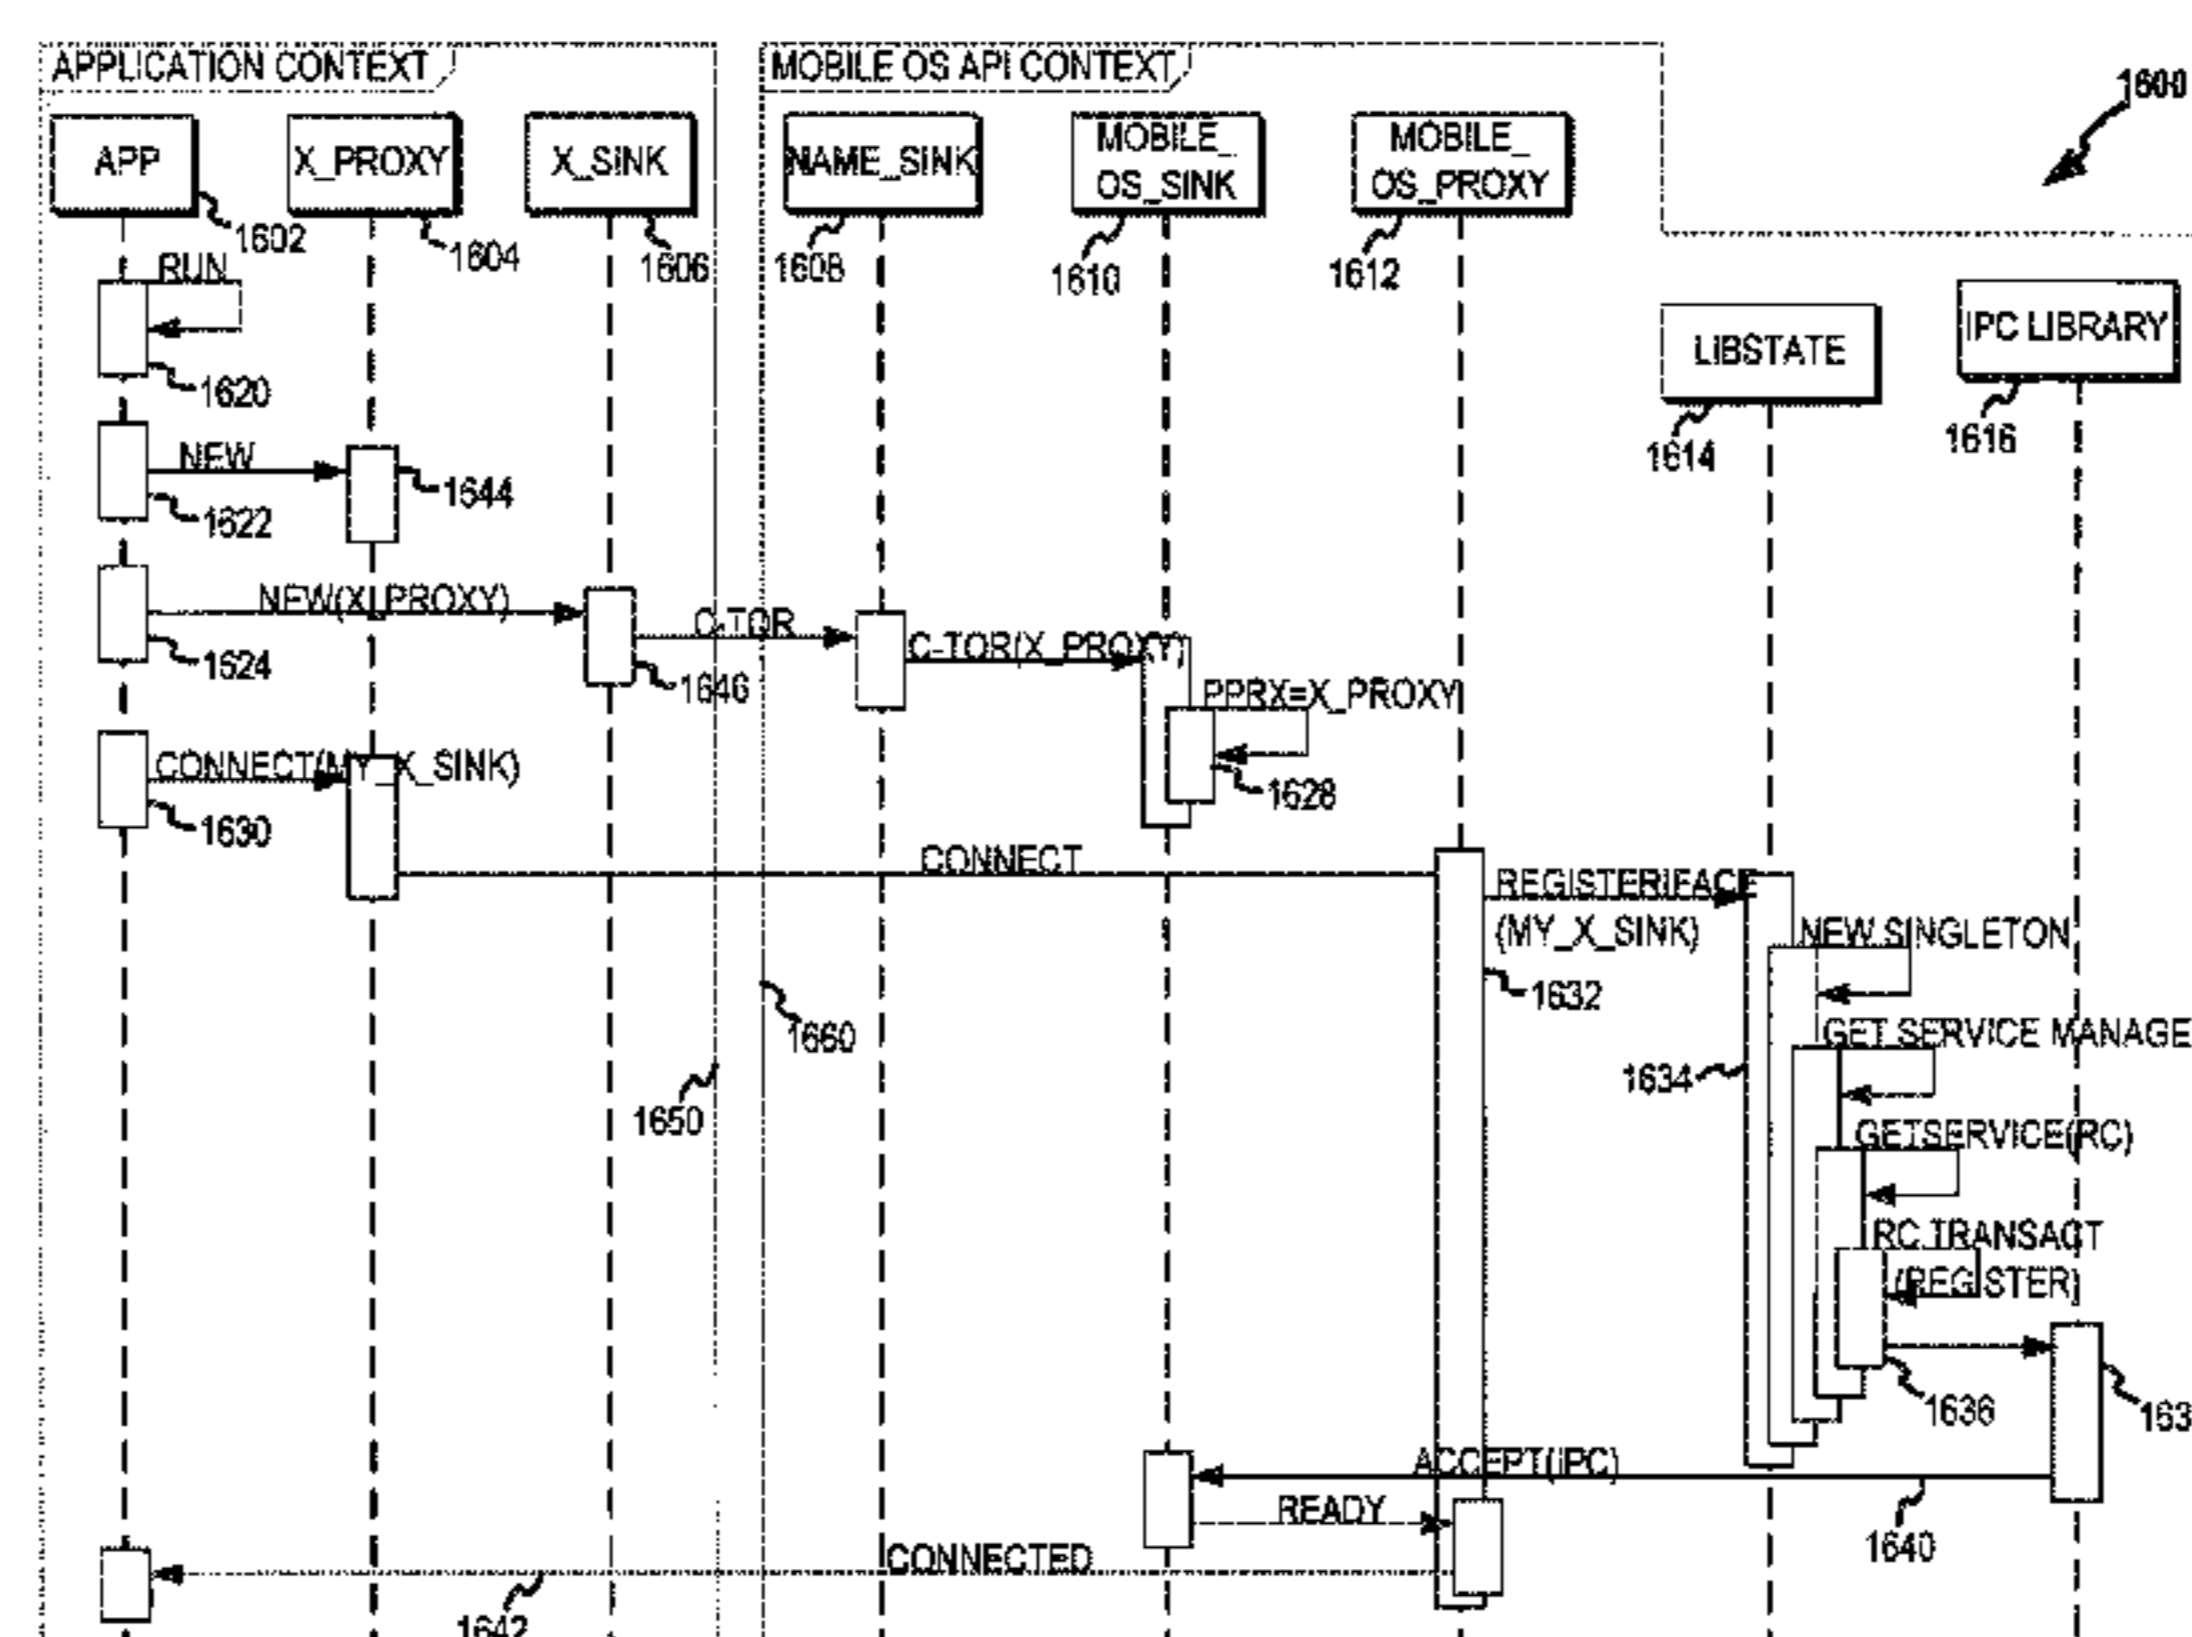 APPLICATION CONTEXT
MOBILE OS API CONTEXT
1600
APP
X_PROXY
X_SINK
NAME_SINK
MOBILE_
OS_SINK
MOBILE_
OS_PROXY
1602
1604
1606
1608
1610
1612
RUN
LIBSTATE
IPC LIBRARY
1620
1614
1616
NEW
1644
1622
NEW(X_PROXY)
C-TOR
C-TOR(X_PROXY)
1624
1646
PPRX=X_PROXY
CONNECT(MY_X_SINK)
1628
1630
CONNECT
REGISTERIFACE
(MY_X_SINK)
NEW SINGLETON
1632
1660
GET SERVICE MANAGE
1634
1650
GETSERVICE(RC)
RC.TRANSACT
(REGISTER)
1636
163
ACCEPT(IPC)
READY
1640
CONNECTED
1642